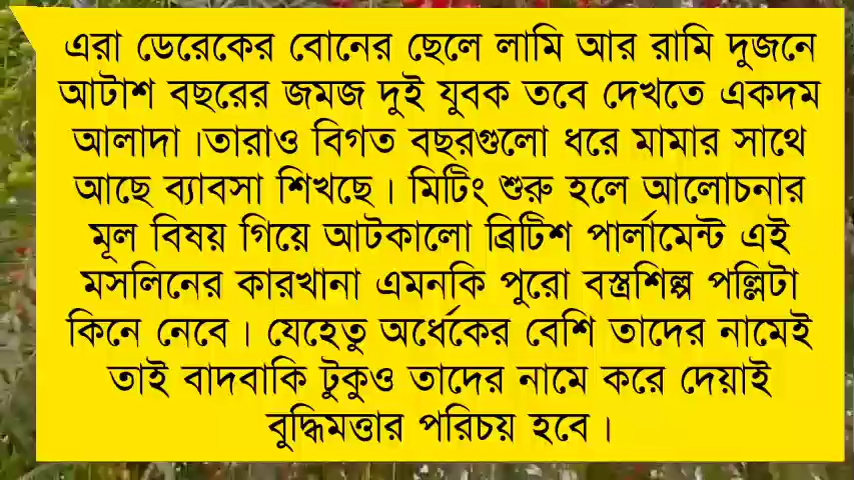 এরা ডেরেকের বোনের ছেলে লামি আর রামি দুজনে
আটাশ বছরের জমজ দুই যুবক তবে দেখতে একদম
আলাদা ।তারাও বিগত বছরগুলো ধরে মামার সাথে
আছে ব্যাবসা শিখছে । মিটিং শুরু হলে আলোচনার
মূল বিষয় গিয়ে আটকালো ব্রিটিশ পার্লামেন্ট এই
মসলিনের কারখানা এমনকি পুরো বস্ত্রশিল্প পল্লিটা
কিনে নেবে । যেহেতু অর্ধেকের বেশি তাদের নামেই
তাই বাদবাকি টুকুও তাদের নামে করে দেয়াই
বুদ্ধিমত্তার পরিচয় হবে ।